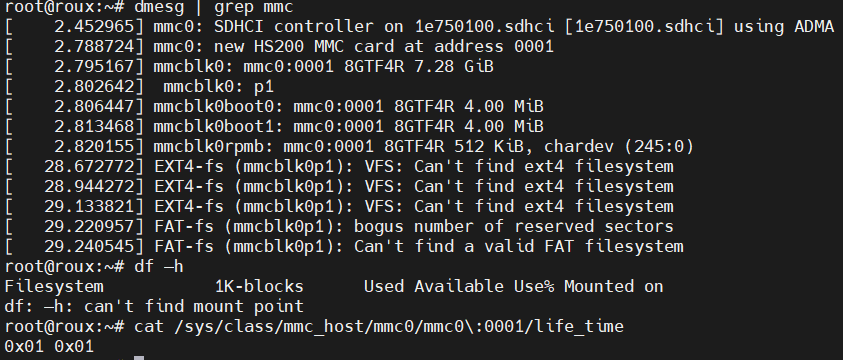 root@roux:~# dmesg | grep mmc
[    2.452965] mmc0: SDHCI controller on 1e750100.sdhci [1e750100.sdhci] using ADMA
[    2.788724] mmc0: new HS200 MMC card at address 0001
[    2.795167] mmcblk0: mmc0:0001 8GTF4R 7.28 GiB
[    2.802642]  mmcblk0: p1
[    2.806447] mmcblk0boot0: mmc0:0001 8GTF4R 4.00 MiB
[    2.813468] mmcblk0boot1: mmc0:0001 8GTF4R 4.00 MiB
[    2.820155] mmcblk0rpmb: mmc0:0001 8GTF4R 512 KiB, chardev (245:0)
[   28.672772] EXT4-fs (mmcblk0p1): VFS: Can't find ext4 filesystem
[   28.944272] EXT4-fs (mmcblk0p1): VFS: Can't find ext4 filesystem
[   29.133821] EXT4-fs (mmcblk0p1): VFS: Can't find ext4 filesystem
[   29.220957] FAT-fs (mmcblk0p1): bogus number of reserved sectors
[   29.240545] FAT-fs (mmcblk0p1): Can't find a valid FAT filesystem
root@roux:~# df –h
Filesystem           1K-blocks      Used Available Use% Mounted on
df: –h: can't find mount point
root@roux:~# cat /sys/class/mmc_host/mmc0/mmc0\:0001/life_time
0x01 0x01